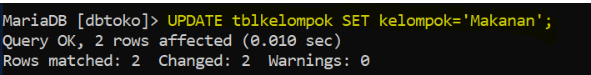 MariaDB [dbtoko]> UPDATE tblkelompok SET kelompok='Makanan';
Query OK, 2 rows affected (0.010 sec)
Rows matched: 2  Changed: 2  Warnings: 0